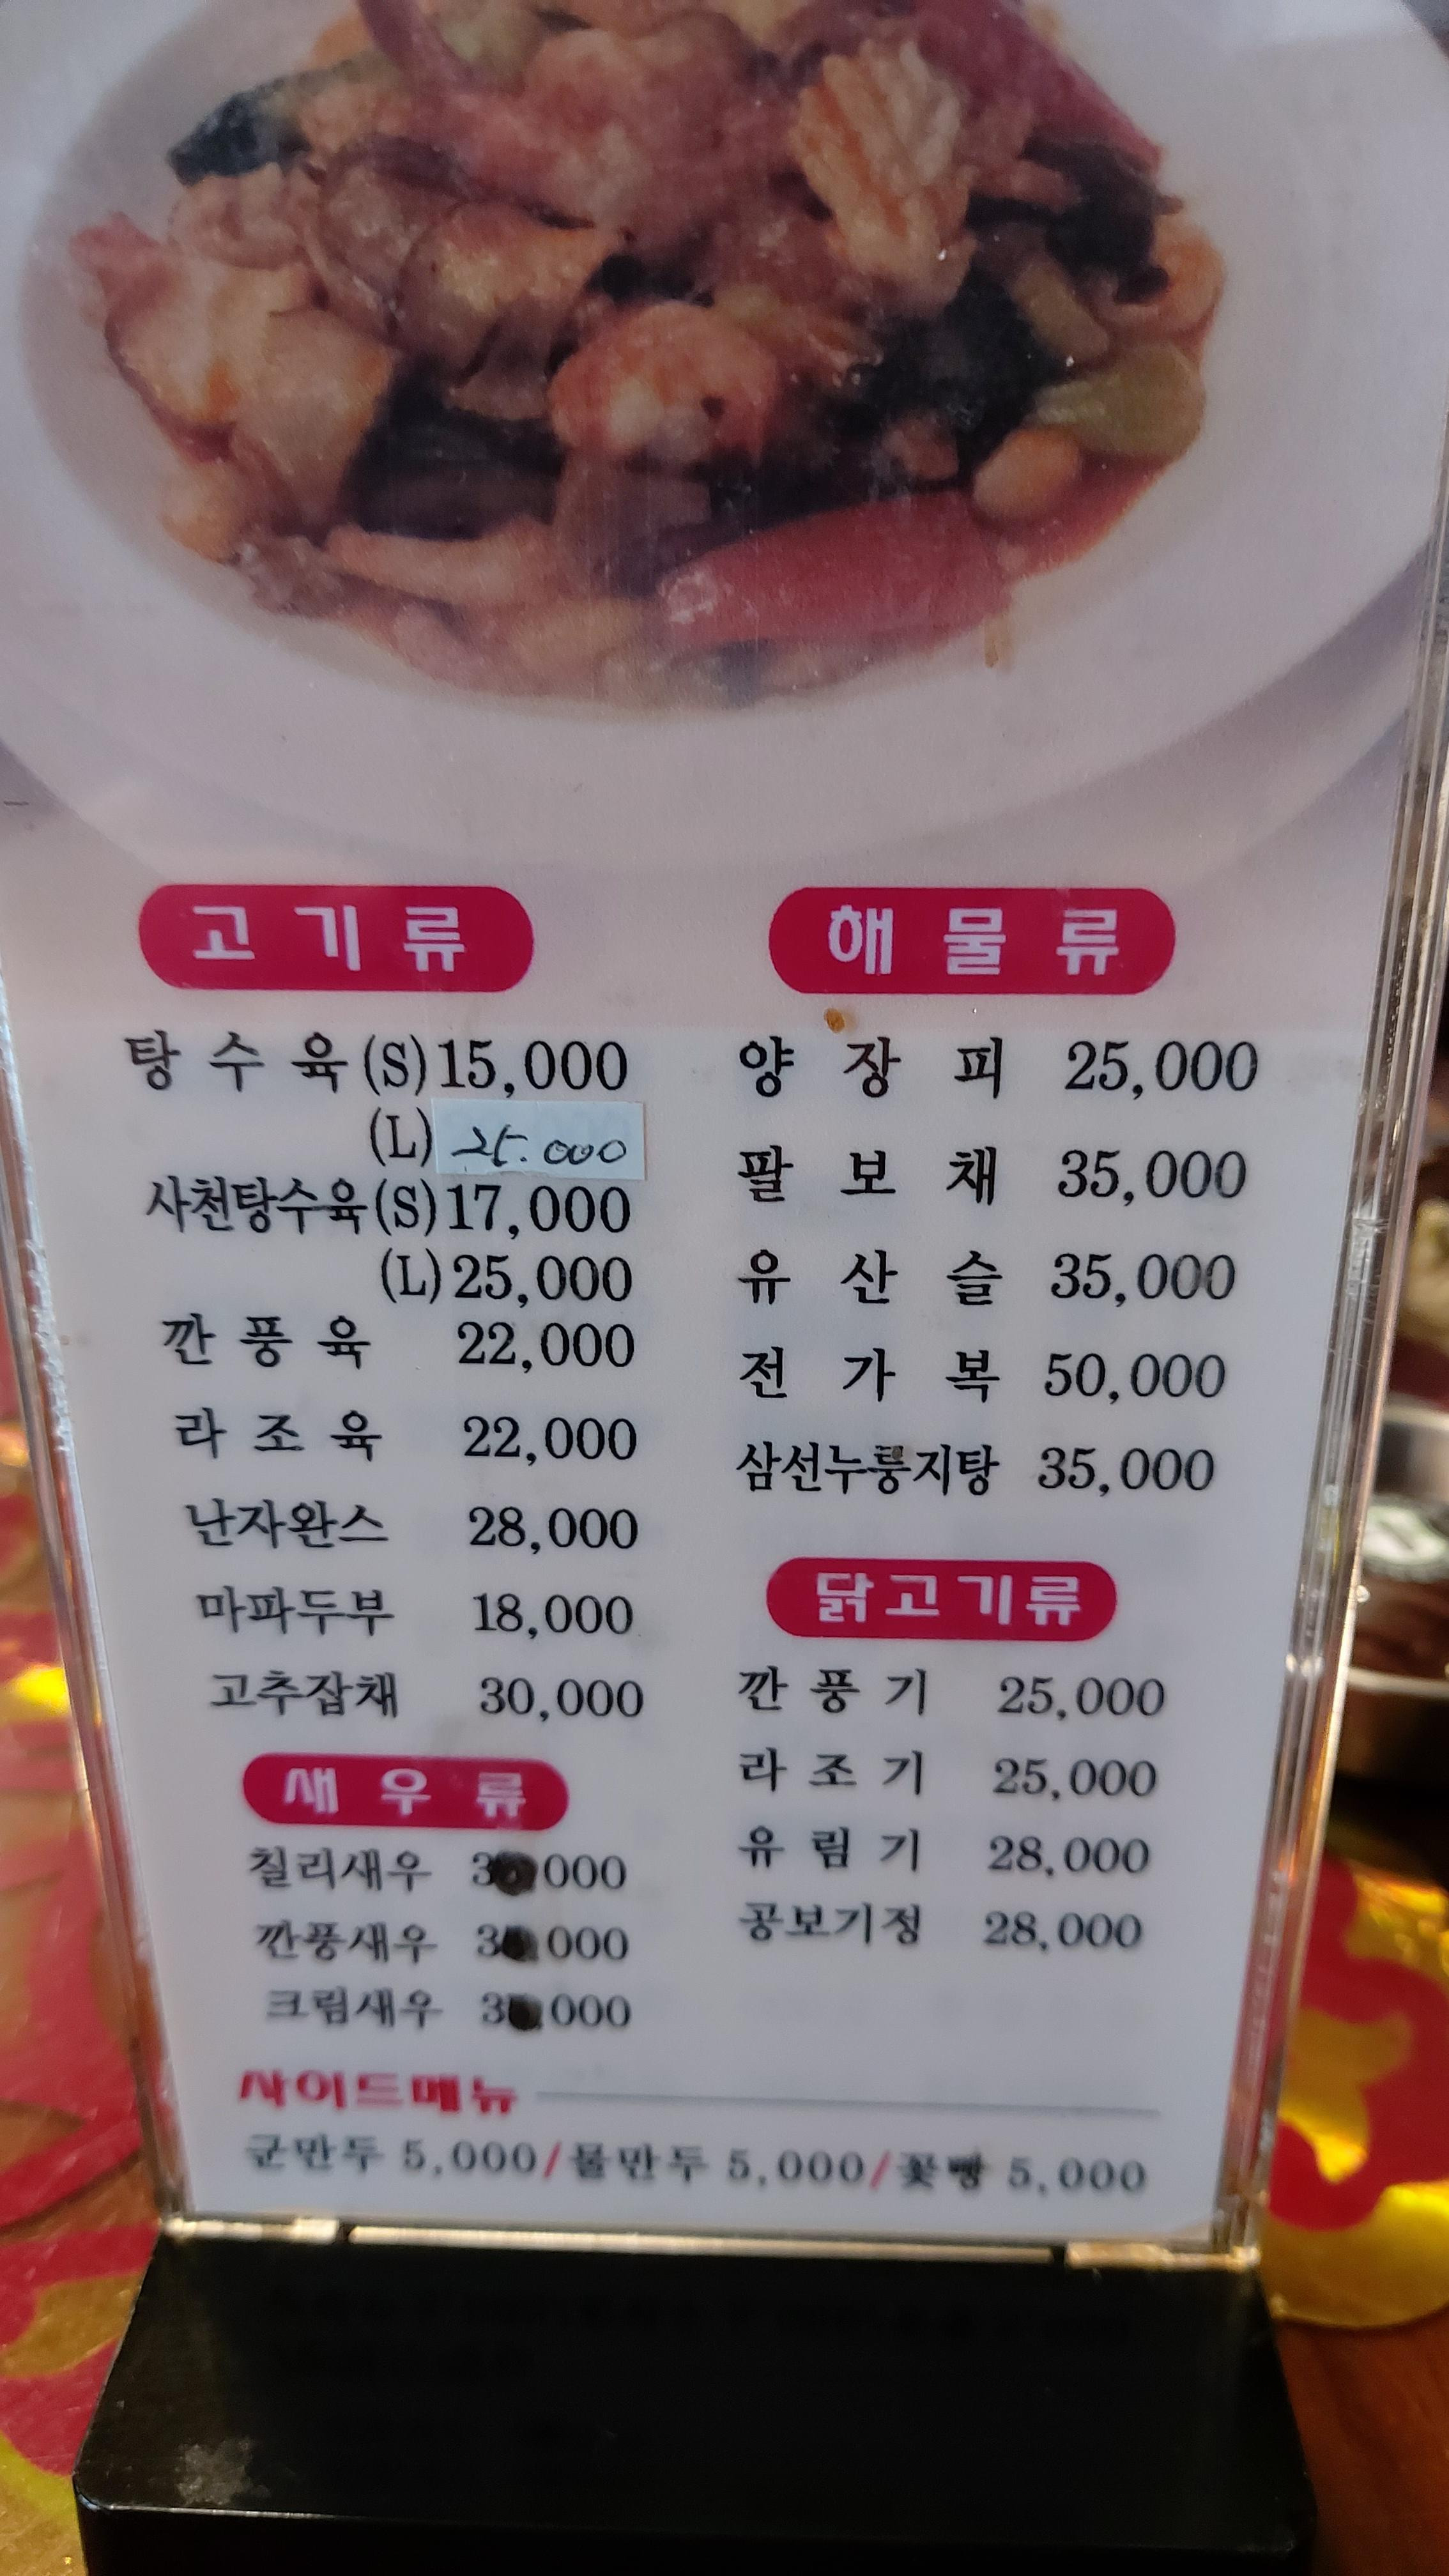 고기류
탕수육(S) 15,000
(L) 25.000
사천탕수육(S) 17,000
(L) 25,000
깐풍육 22,000
라조육 22,000
난자완스 28,000
마파두부 18,000
고추잡채 30,000
새우류
칠리새우
깐풍새우
크림새우
해물류
양장피 25,000
팔보채 35,000
유산슬 35,000
전가복 50,000
삼선누룽지탕 35,000
닭고기류
깐풍기 25,000
라조기 25,000
유림기 28,000
공보기정 28,000
사이드메뉴
군만두 5,000/물만두 5,000/꽃빵 5,000